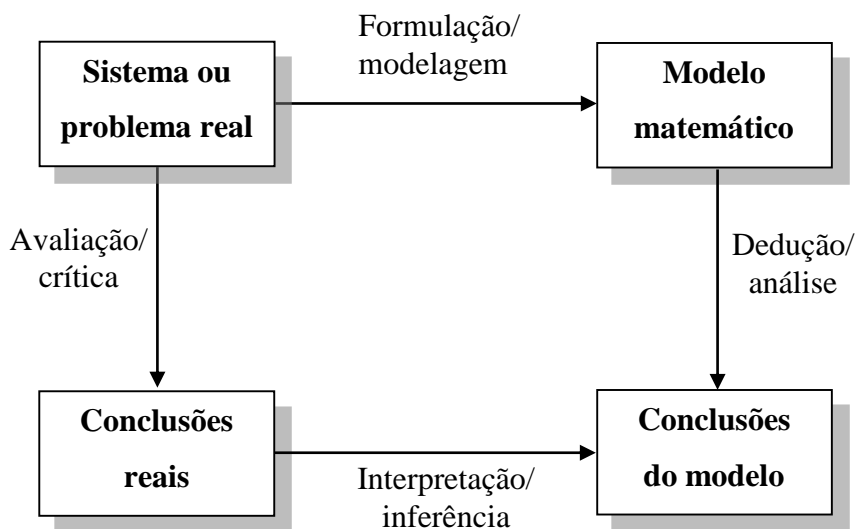 Sistema ou
problema real
Formulação/
modelagem
Modelo
matemático
Avaliação/
crítica
Dedução/
análise
Conclusões
reais
Interpretação/
inferência
Conclusões
do modelo